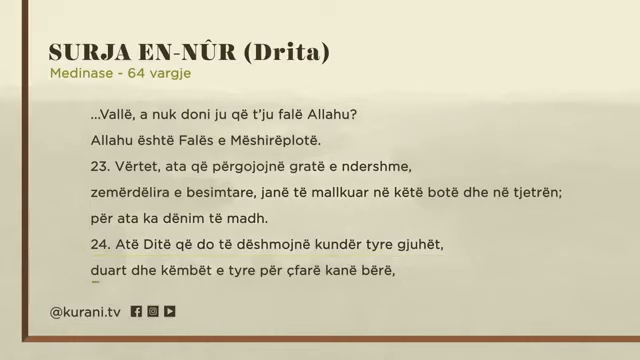 SURJA EN-NÛR (Drita)
Medinase - 64 vargje
...Vallë, a nuk doni ju që t'ju falë Allahu?
Allahu është Falës e Mëshirëplotë.
23. Vërtet, ata që përgojojnë gratë e ndershme,
zemërdëlira e besimtare, janë të mallkuar në këtë botë dhe në tjetrën;
për ata ka dënim të madh.
24. Atë Ditë që do të dëshmojnë kundër tyre gjuhët,
duart dhe këmbët e tyre për çfarë kanë bërë,
@kurani.tv